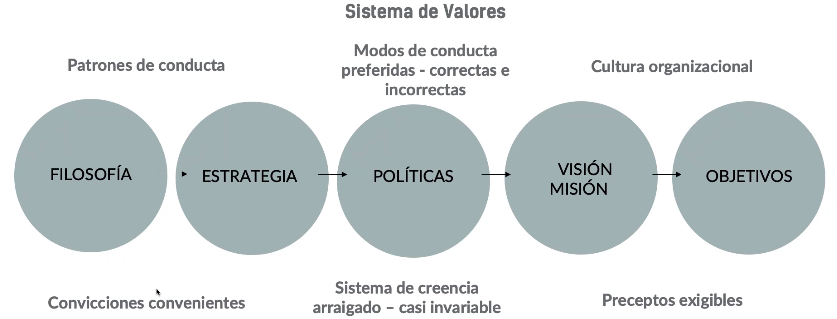 Sistema de Valores
Patrones de conducta
Modos de conducta
preferidas - correctas e
incorrectas
Cultura organizacional
FILOSOFÍA
ESTRATEGIA
POLÍTICAS
VISIÓN
MISIÓN
OBJETIVOS
Convicciones convenientes
Sistema de creencia
arraigado – casi invariable
Preceptos exigibles